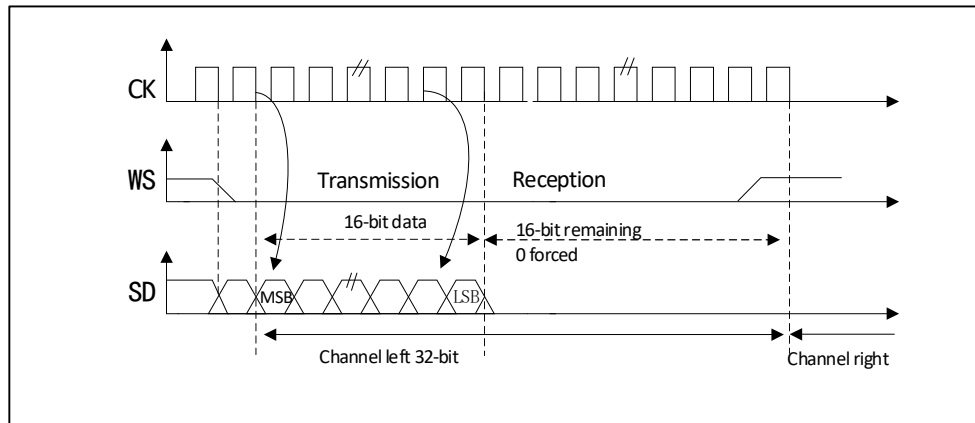 CK
WS
Transmission
Reception
16-bit data
16-bit remaining
0 forced
SD
MSB
LSB
Channel left 32-bit
Channel right